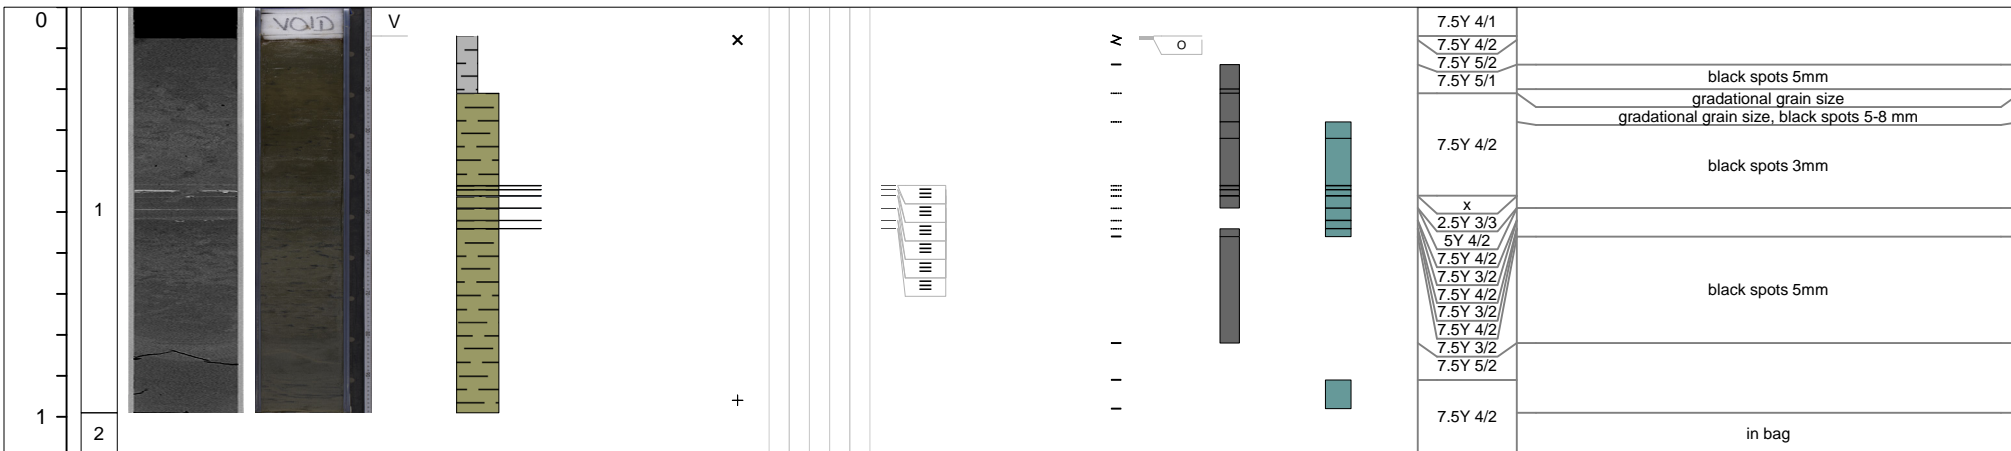 0
VOID
V
O
7.5Y 4/1
7.5Y 4/2
7.5Y 5/2
7.5Y 5/1
black spots 5mm
gradational grain size
gradational grain size, black spots 5-8 mm
7.5Y 4/2
black spots 3mm
1
x
2.5Y 3/3
5Y 4/2
7.5Y 4/2
7.5Y 3/2
7.5Y 4/2
7.5Y 3/2
7.5Y 4/2
black spots 5mm
7.5Y 3/2
7.5Y 5/2
1
7.5Y 4/2
2
in bag